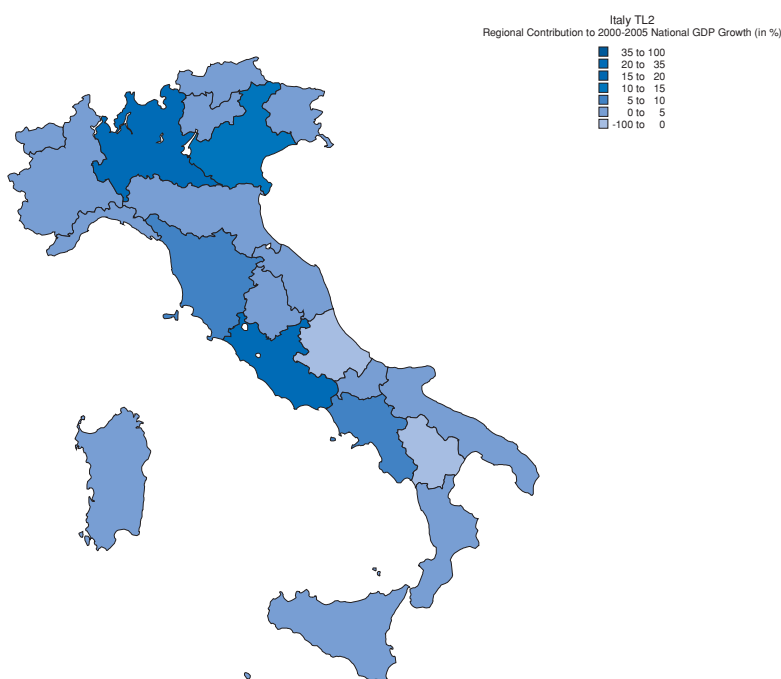 Italy TL2
Regional Contribution to 2000-2005 National GDP Growth (in %)
35 to 100
20 to 35
15 to 20
10 to 15
5 to 10
0 to 5
-100 to 0